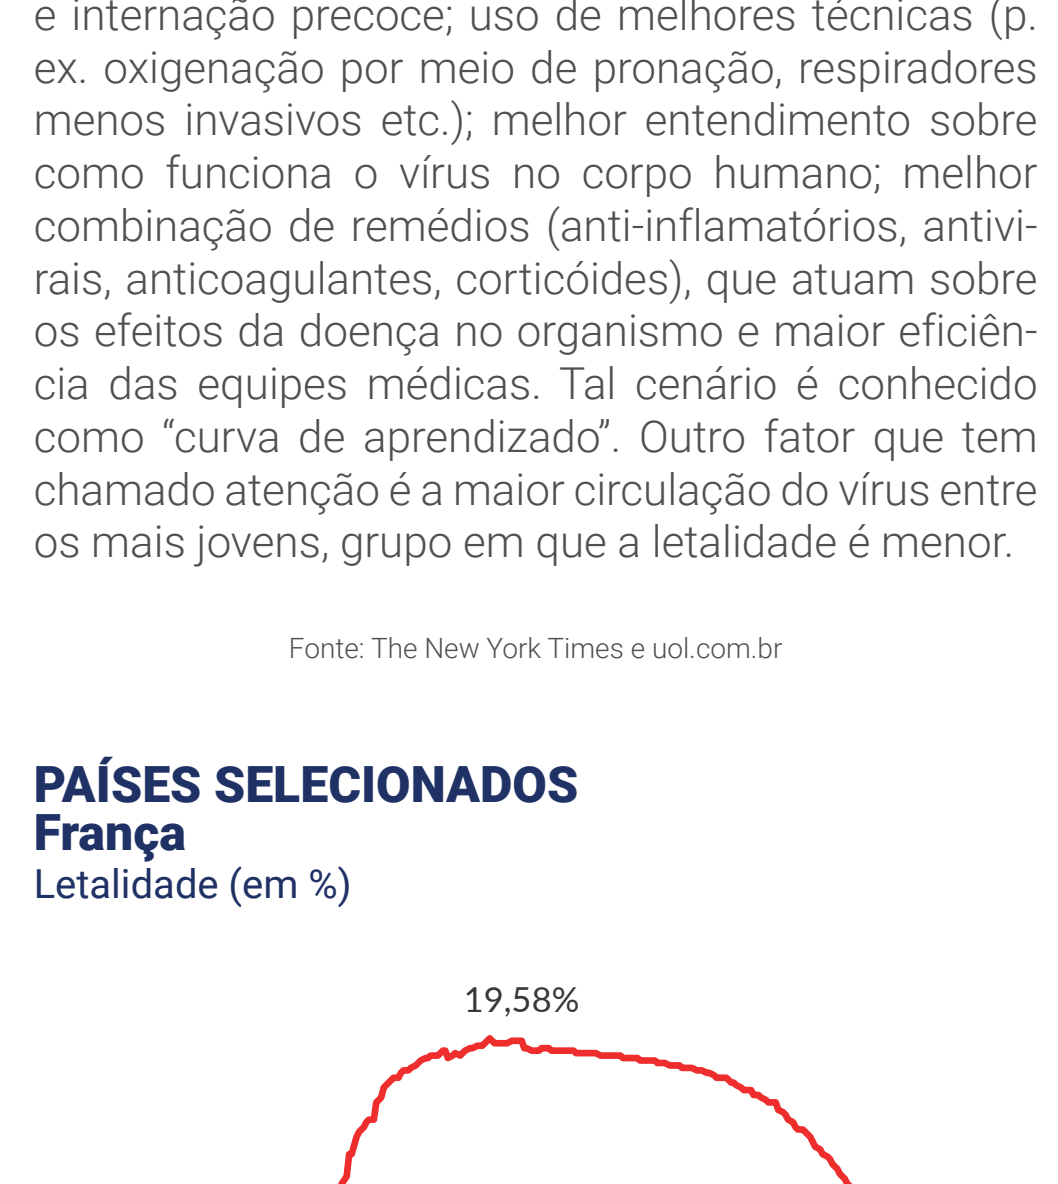 e internação precoce; uso de melhores técnicas (p.
ex. oxigenação por meio de pronação, respiradores
menos invasivos etc.); melhor entendimento sobre
como funciona o vírus no corpo humano; melhor
combinação de remédios (anti-inflamatórios, antivi-
rais, anticoagulantes, corticóides), que atuam sobre
os efeitos da doença no organismo e maior eficiên-
cia das equipes médicas. Tal cenário é conhecido
como “curva de aprendizado”. Outro fator que tem
chamado atenção é a maior circulação do vírus entre
os mais jovens, grupo em que a letalidade é menor.
Fonte: The New York Times e uol.com.br
PAÍSES SELECIONADOS
França
Letalidade (em %)
19,58%